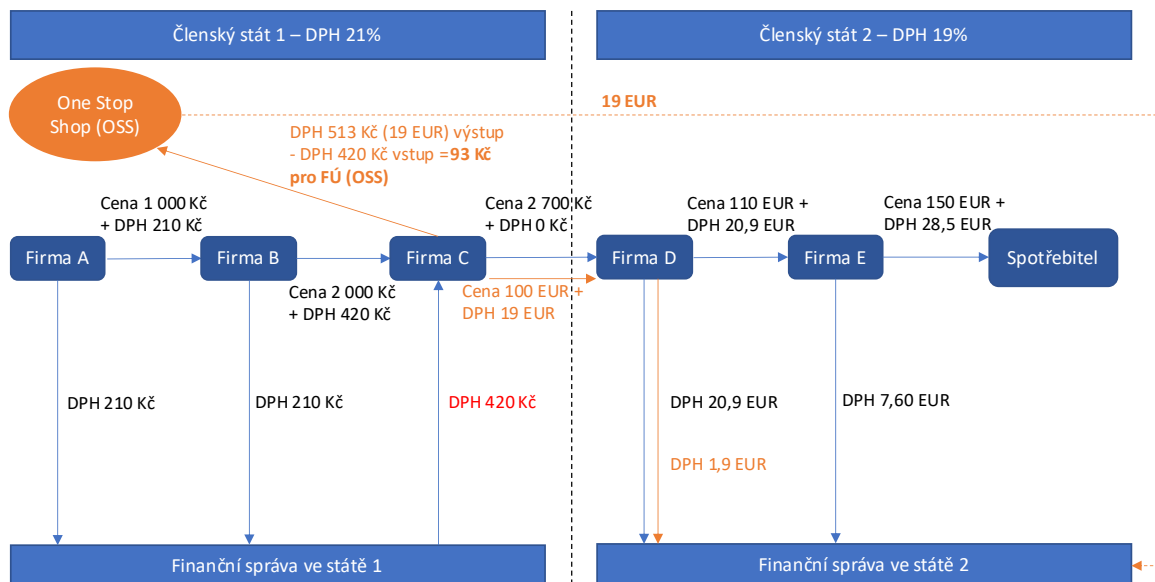 Členský stát 1 – DPH 21%
Členský stát 2 – DPH 19%
One Stop
Shop (OSS)
19 EUR
DPH 513 Kč (19 EUR) výstup
- DPH 420 Kč vstup =93 Kč
pro FÚ (OSS)
Cena 1 000 Kč
+ DPH 210 Kč
Cena 2 700 Kč
+ DPH 0 Kč
Cena 110 EUR +
DPH 20,9 EUR
Cena 150 EUR +
DPH 28,5 EUR
Firma A
Firma B
Firma C
Firma D
Firma E
Spotřebitel
Cena 2 000 Kč
+ DPH 420 Kč
Cena 100 EUR +
DPH 19 EUR
DPH 210 Kč
DPH 210 Kč
DPH 420 Kč
DPH 20,9 EUR
DPH 7,60 EUR
DPH 1,9 EUR
Finanční správa ve státě 1
Finanční správa ve státě 2